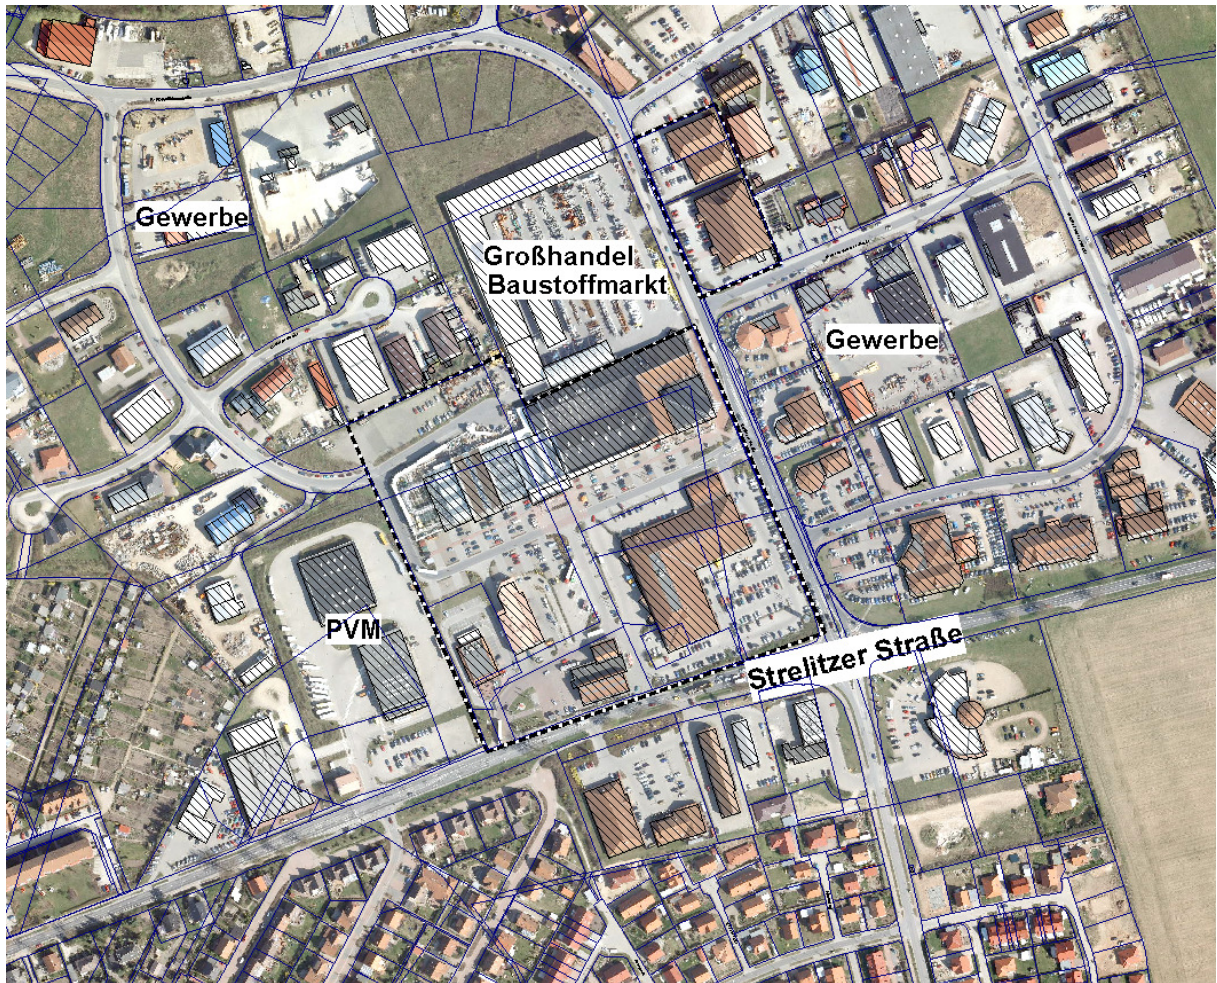 Gewerbe
Großhandel
Baustoffmarkt
Gewerbe
PVM
Strelitzer Straße